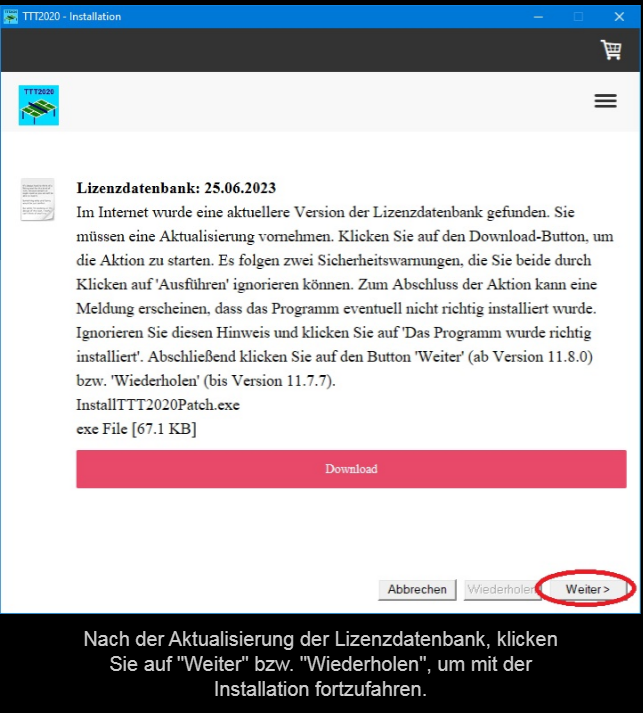 TTT2020 - Installation
TTT2020
Lizenzdatenbank: 25.06.2023
Im Internet wurde eine aktuellere Version der Lizenzdatenbank gefunden. Sie
müssen eine Aktualisierung vornehmen. Klicken Sie auf den Download-Button, um
die Aktion zu starten. Es folgen zwei Sicherheitswarnungen, die Sie beide durch
Klicken auf 'Ausführen' ignorieren können. Zum Abschluss der Aktion kann eine
Meldung erscheinen, dass das Programm eventuell nicht richtig installiert wurde.
Ignorieren Sie diesen Hinweis und klicken Sie auf 'Das Programm wurde richtig
installiert'. Abschließend klicken Sie auf den Button 'Weiter' (ab Version 11.8.0)
bzw. 'Wiederholen' (bis Version 11.7.7).
InstallTTT2020Patch.exe
exe File [67.1 KB]
Download
Abbrechen Wiederholen Weiter>
Nach der Aktualisierung der Lizenzdatenbank, klicken
Sie auf "Weiter" bzw. "Wiederholen", um mit der
Installation fortzufahren.